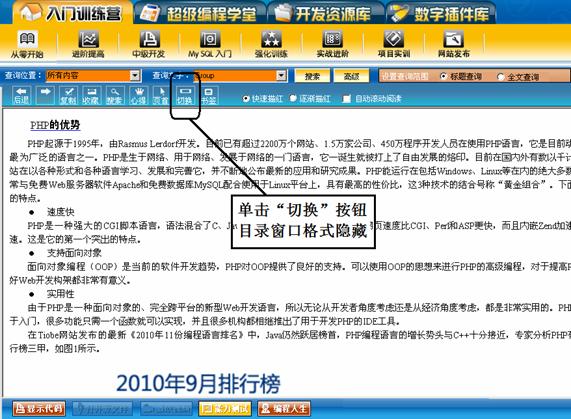 入门训练营 超级编程学堂 开发资源库 数字插件库
从零开始 进阶提高 中级开发 My SQL 入门 强化训练 实战进阶 项目实训 网站发布
查询位置： 所有内容 group 搜索 高级 设置查询范围 标题查询 全文查询
后退 复制 收藏 搜索 心得 页首 切换 书签 快速描红 逐渐描红 自动滚动阅读
PHP的优势
PHP起源于1995年，由Rasmus Lerdorf开发。目前已有超过2200万个网站、1.5万家公司、450万程序开发人员在使用PHP语言，它是目前动
最为广泛的语言之一。PHP是生于网络、用于网络、发展于网络的一门语言，它一诞生就被打上了自由发展的烙印。目前在国内外有数以千计
站在以各种形式和各种语言学习、发展和完善它，并不断地公布最新的应用和研究成果。PHP能运行在包括Windows、Linux等在内的绝大多数
常与免费Web服务器软件Apache和免费数据库MySQL配合使用于Linux平台上，具有最高的性价比，这3种技术的结合号称“黄金组合”。下面
的特点。
● 速度快
PHP是一种强大的CGI脚本语言，语法混合了C、 网页速度比CGI、Perl和ASP更快，而且内嵌Zend加速
速。这是它的第一个突出的特点。
单击“切换”按钮
目录窗口格式隐藏
● 支持面向对象
面向对象编程（OOP）是当前的软件开发趋势，PHP对OOP提供了良好的支持。可以使用OOP的思想来进行PHP的高级编程，对于提高P
好Web开发构架都非常有意义。
● 实用性
由于PHP是一种面向对象的、完全跨平台的新型Web开发语言，所以无论从开发者角度考虑还是从经济角度考虑，都是非常实用的。PHP
于入门，很多功能只需一个函数就可以实现，并且很多机构都相继推出了用于开发PHP的IDE工具。
在Tiobe网站发布的最新《2010年11份编程语言排名》中，Java仍然跃居榜首，PHP编程语言的增长势头与C++十分接近，专家分析PHP有
行榜三甲，如图1所示。
2010年9月排行榜
显示代码 能力测试 编程人生